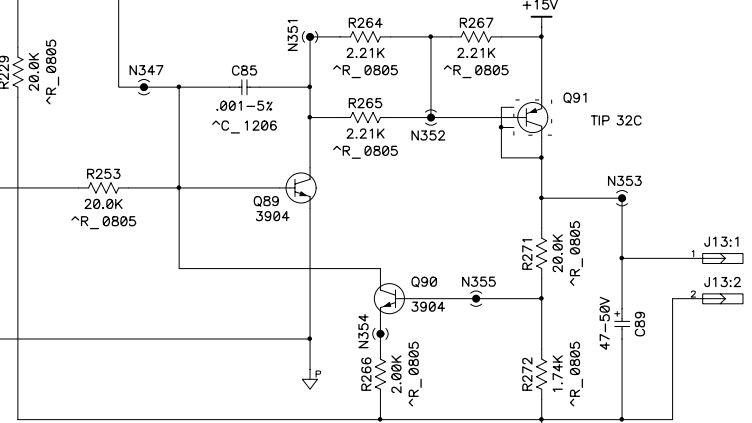 +15V
N351
R264
2.21K
^R_0805
R267
2.21K
^R_0805
R229
20.0K
^R_0805
N347
C85
.001-5%
^C_1206
R265
2.21K
^R_0805
N352
Q91
TIP 32C
R253
20.0K
^R_0805
Q89
3904
N353
R271
20.0K
^R_0805
J13:1
1
Q90
3904
N355
J13:2
2
N354
47-50V
+
C89
R266
2.00K
^R_0805
R272
1.74K
^R_0805
P